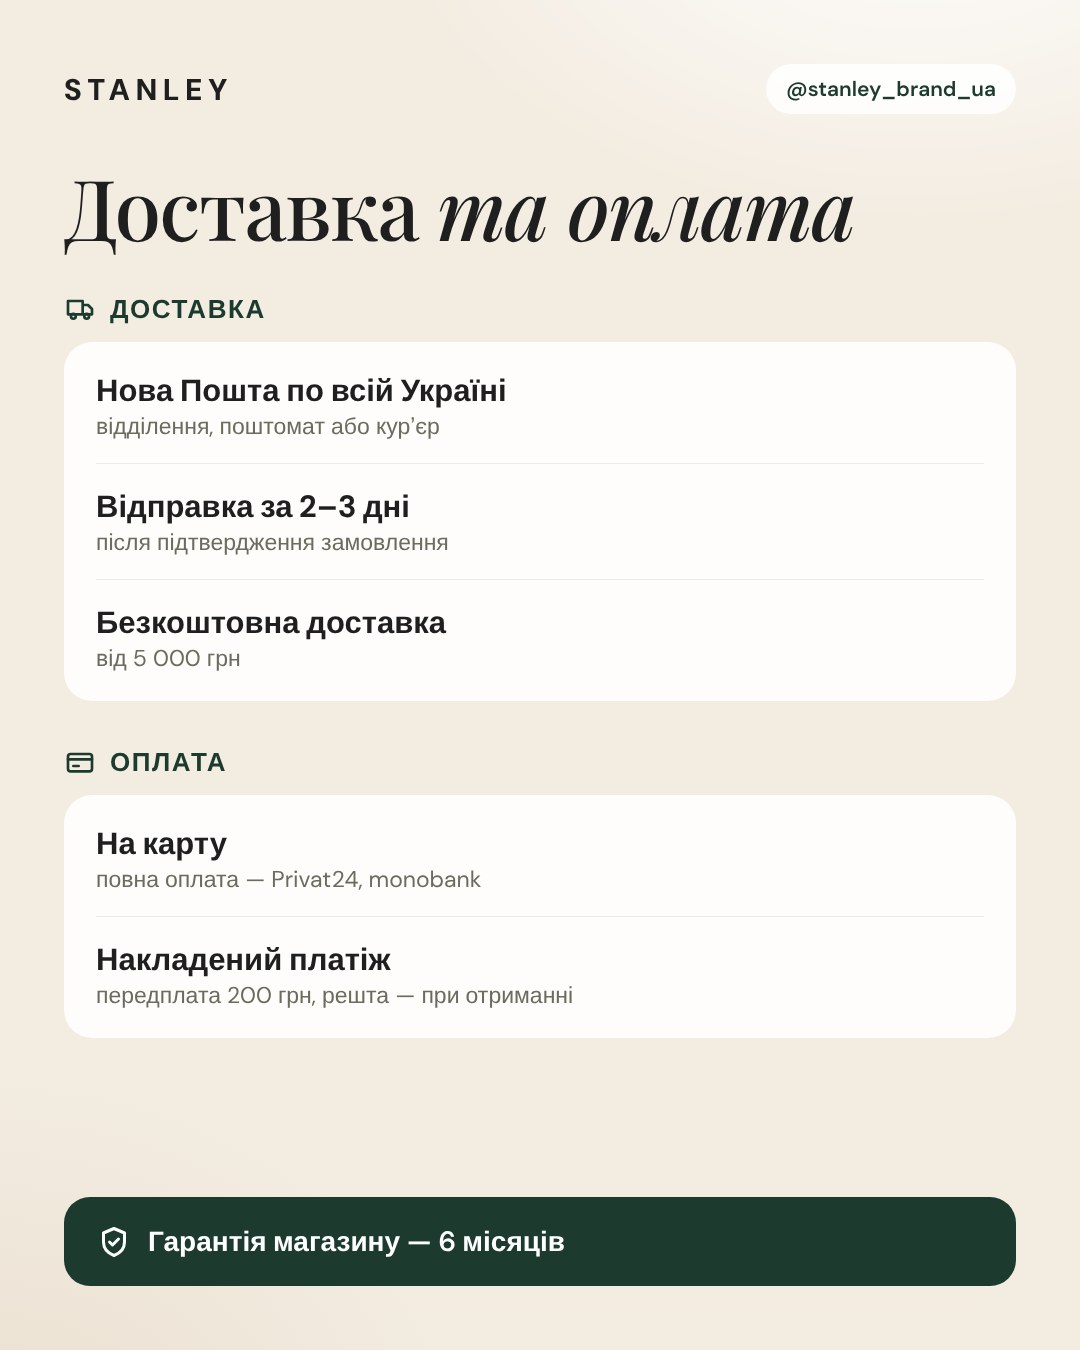 STANLEY
@stanley_brand_ua
Доставка та оплата
ДОСТАВКА
Нова Пошта по всій Україні
відділення, поштомат або кур’єр
Відправка за 2–3 дні
після підтвердження замовлення
Безкоштовна доставка
від 5 000 грн
ОПЛАТА
На карту
повна оплата — Privat24, monobank
Накладений платіж
передплата 200 грн, решта — при отриманні
Гарантія магазину — 6 місяців